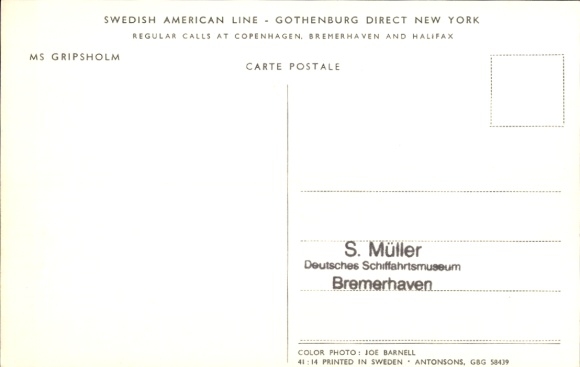 SWEDISH AMERICAN LINE - GOTHENBURG DIRECT NEW YORK
REGULAR CALLS AT COPENHAGEN, BREMERHAVEN AND HALIFAX
MS GRIPSHOLM
CARTE POSTALE
S. Müller
Deutsches Schiffahrtsmuseum
Bremerhaven
COLOR PHOTO: JOE BARNELL
41:14 PRINTED IN SWEDEN · ANTONSONS, GBG 58439